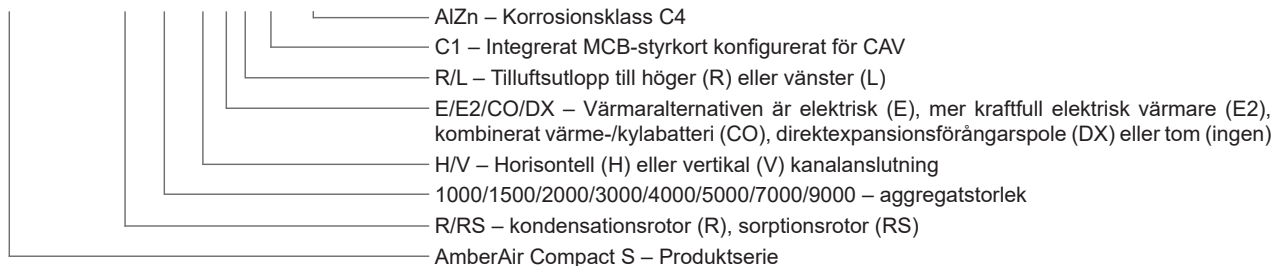 AlZn – Korrosionsklass C4
C1 – Integrerat MCB-styrkort konfigurerat för CAV
R/L – Tilluftsutlopp till höger (R) eller vänster (L)
E/E2/CO/DX – Värmaralternativen är elektrisk (E), mer kraftfull elektrisk värmare (E2),
kombinerat värme-/kylabatteri (CO), direktexpansionsförångarspole (DX) eller tom (ingen)
H/V – Horisontell (H) eller vertikal (V) kanalanslutning
1000/1500/2000/3000/4000/5000/7000/9000 – aggregatstorlek
R/RS – kondensationsrotor (R), sorptionsrotor (RS)
AmberAir Compact S – Produktserie